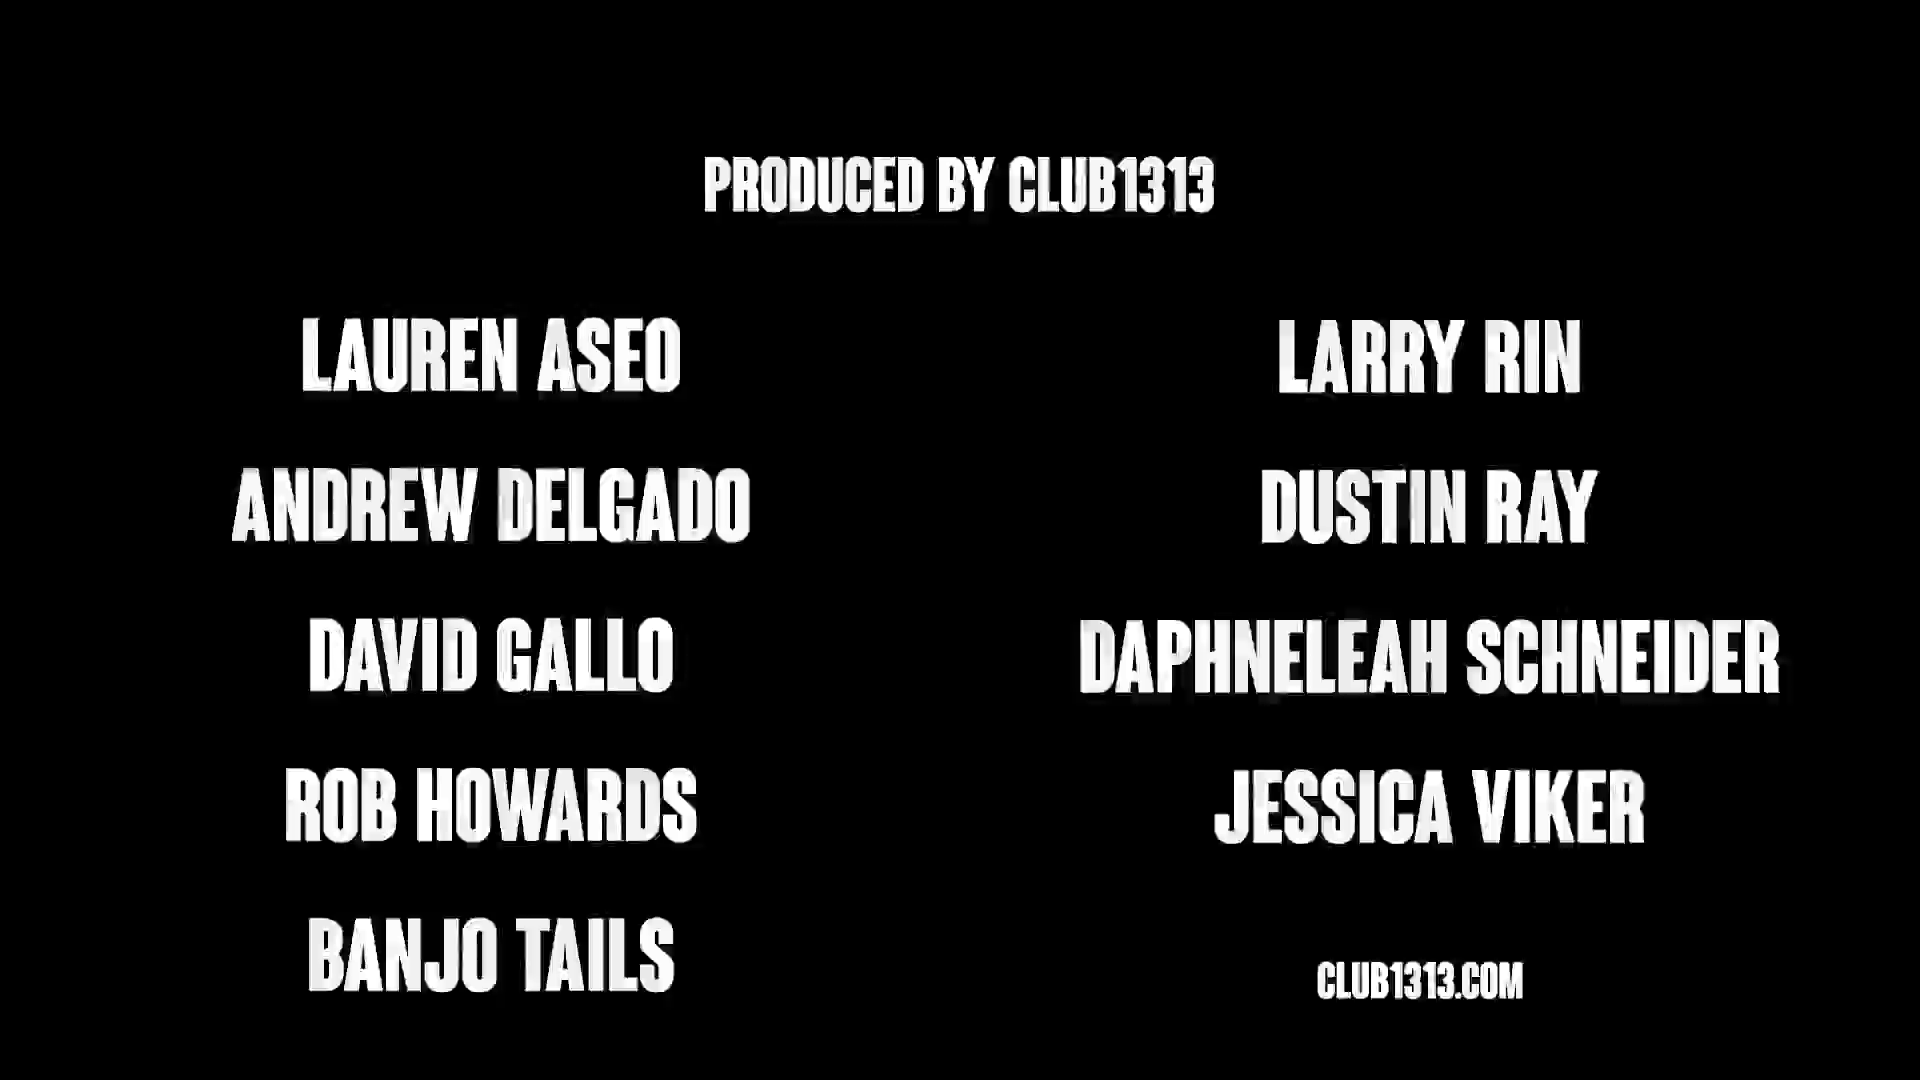 PRODUCED BY CLUB1313
LAUREN ASEO
ANDREW DELGADO
DAVID GALLO
ROB HOWARDS
BANJO TAILS
LARRY RIN
DUSTIN RAY
DAPHNELEAH SCHNEIDER
JESSICA VIKER
CLUB1313.COM